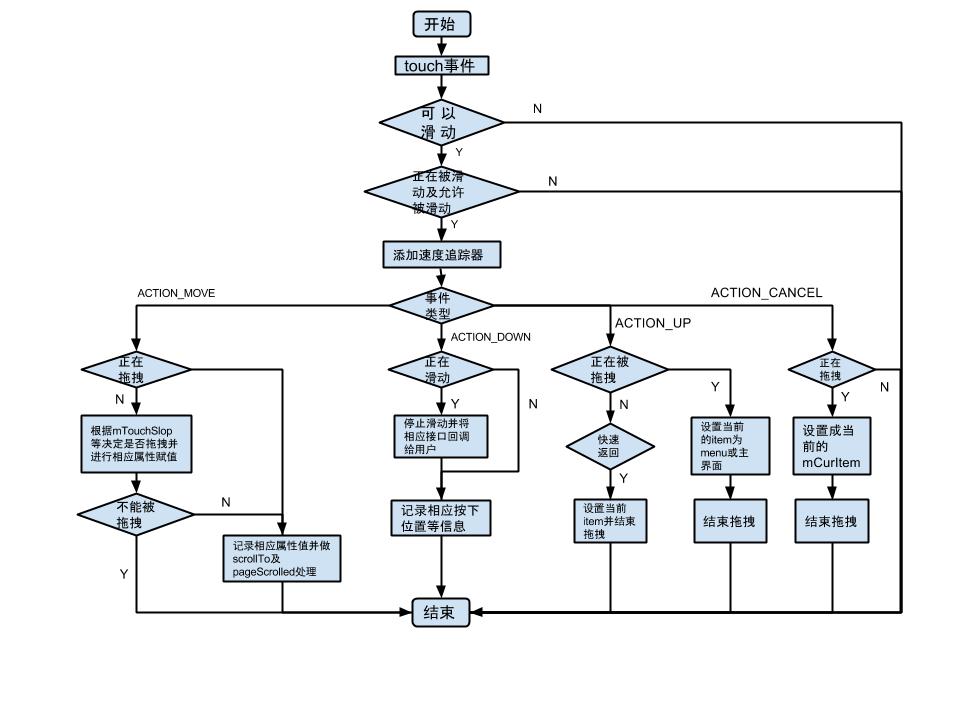 开始
touch事件
可 以
滑 动
N
Y
正在被滑
动及允许
被滑动
N
Y
添加速度追踪器
事件
类型
ACTION_MOVE
ACTION_DOWN
ACTION_UP
ACTION_CANCEL
正在
拖拽
N
根据mTouchSlop
等决定是否拖拽并
进行相应属性赋值
不能被
拖拽
N
Y
记录相应属性值并做
scrollTo及
pageScrolled处理
正在
滑动
Y
N
停止滑动并将
相应接口回调
给用户
记录相应按下
位置等信息
正在被
拖拽
Y
N
快速
返回
Y
设置当前
item并结束
拖拽
设置当前
的item为
menu或主
界面
结束拖拽
正在
拖拽
N
Y
设置成当
前的
mCurItem
结束拖拽
结束